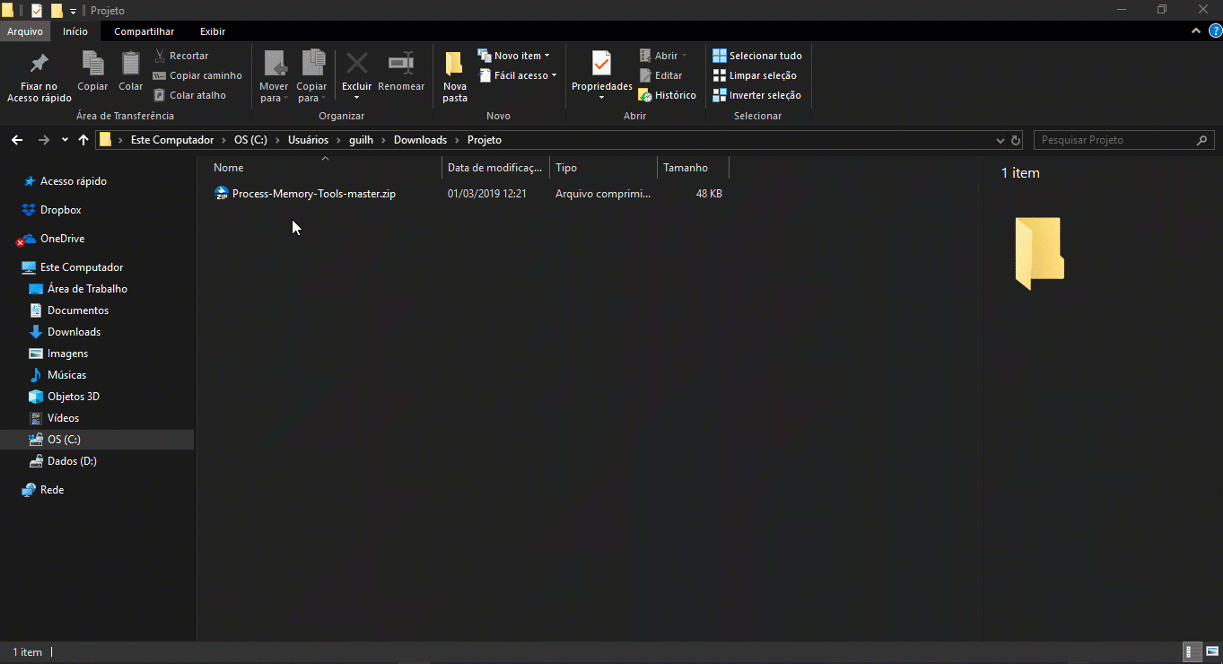 Projeto
Arquivo Início Compartilhar Exibir
Fixar no Acesso rápido
Copiar
Colar
Recortar
Copiar caminho
Colar atalho
Área de Transferência
Mover para
Copiar para
Excluir
Renomear
Organizar
Nova pasta
Novo item
Fácil acesso
Novo
Propriedades
Abrir
Editar
Histórico
Abrir
Selecionar tudo
Limpar seleção
Inverter seleção
Selecionar
Este Computador > OS (C:) > Usuários > guilh > Downloads > Projeto
Pesquisar Projeto
Acesso rápido
Dropbox
OneDrive
Este Computador
Área de Trabalho
Documentos
Downloads
Imagens
Músicas
Objetos 3D
Vídeos
OS (C:)
Dados (D:)
Rede
Nome Data de modificaç... Tipo Tamanho
ZIP Process-Memory-Tools-master.zip 01/03/2019 12:21 Arquivo comprimi... 48 KB
1 item
1 item